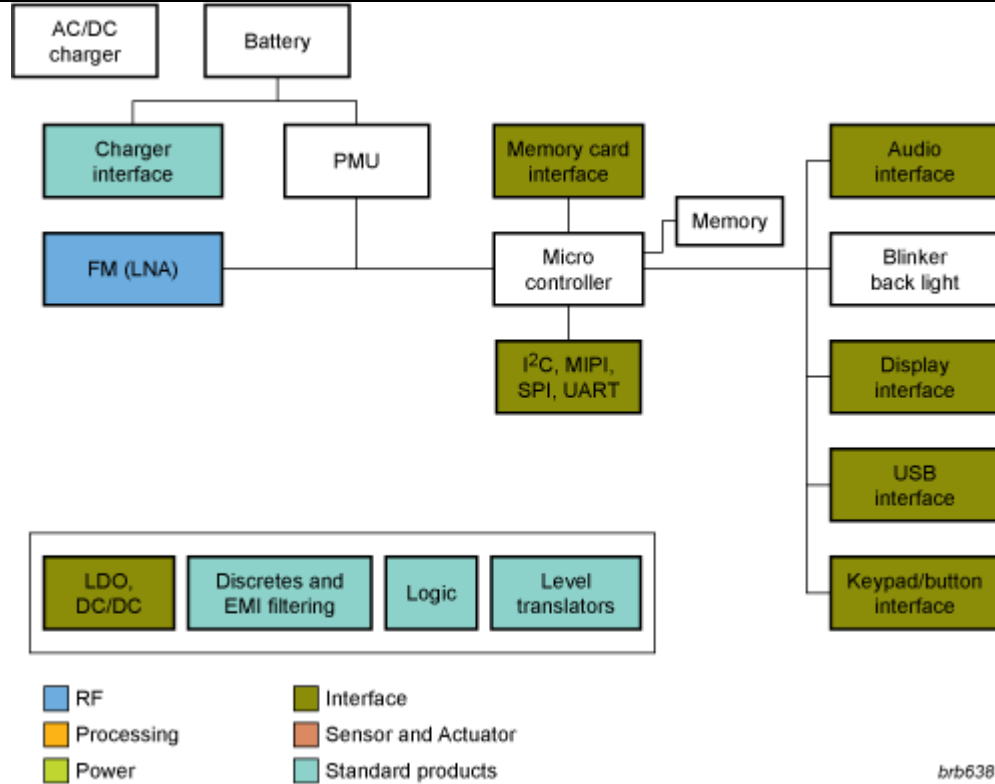 AC/DC
charger
Battery
Charger
interface
PMU
Memory card
interface
Audio
interface
Memory
FM (LNA)
Micro
controller
Blinker
back light
I²C, MIPI,
SPI, UART
Display
interface
USB
interface
LDO,
DC/DC
Discretes and
EMI filtering
Logic
Level
translators
Keypad/button
interface
RF
Processing
Power
Interface
Sensor and Actuator
Standard products
brb638